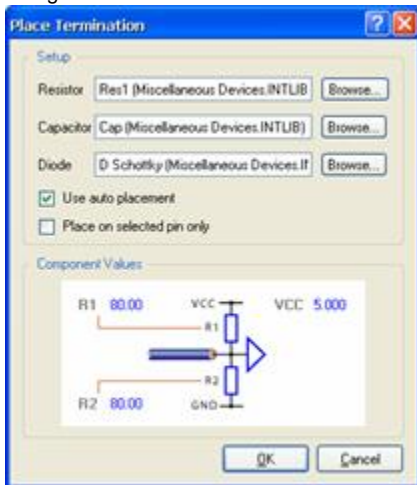 Place Termination
Setup
Resistor Res1 (Miscellaneous Devices.INTLIB Browse...
Capacitor Cap (Miscellaneous Devices.INTLIB) Browse...
Diode D Schottky (Miscellaneous Devices.If Browse...
Use auto placement
Place on selected pin only
Component Values
R1 80.00 VCC VCC 5.000
R1
R2
R2 80.00 GND
OK Cancel